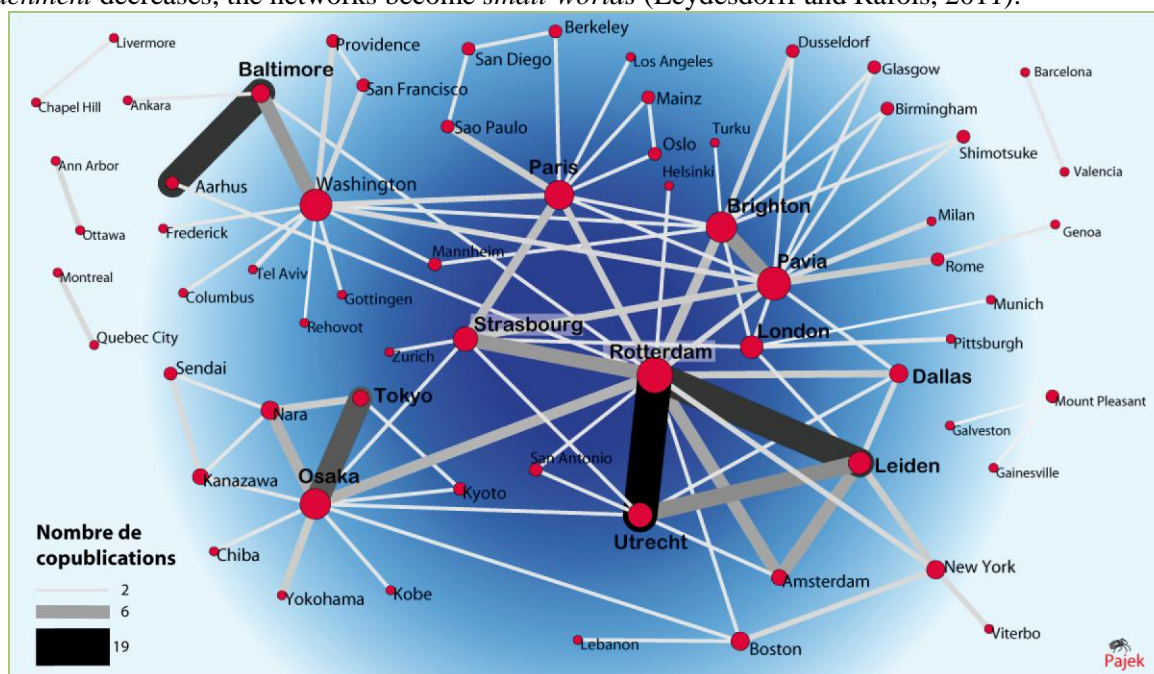 decreases, the networks become small worlds (Leydesdorff and Rafols, 2011).
Livermore
Providence
Berkeley
San Diego
Dusseldorf
Baltimore
Los Angeles
Glasgow
Barcelona
Chapel Hill
Ankara
San Francisco
Mainz
Birmingham
Sao Paulo
Turku
Oslo
Shimotsuke
Ann Arbor
Paris
Helsinki
Valencia
Aarhus
Washington
Brighton
Ottawa
Frederick
Milan
Genoa
Mannheim
Pavia
Rome
Montreal
Tel Aviv
Columbus
Gottingen
Munich
Rehovot
Strasbourg
London
Quebec City
Zurich
Rotterdam
Pittsburgh
Sendai
Dallas
Tokyo
Mount Pleasant
Nara
Galveston
San Antonio
Leiden
Gainesville
Kanazawa
Osaka
Kyoto
Utrecht
Nombre de
copublications
Chiba
2
New York
Amsterdam
Yokohama
Kobe
6
Viterbo
19
Lebanon
Boston
Pajek